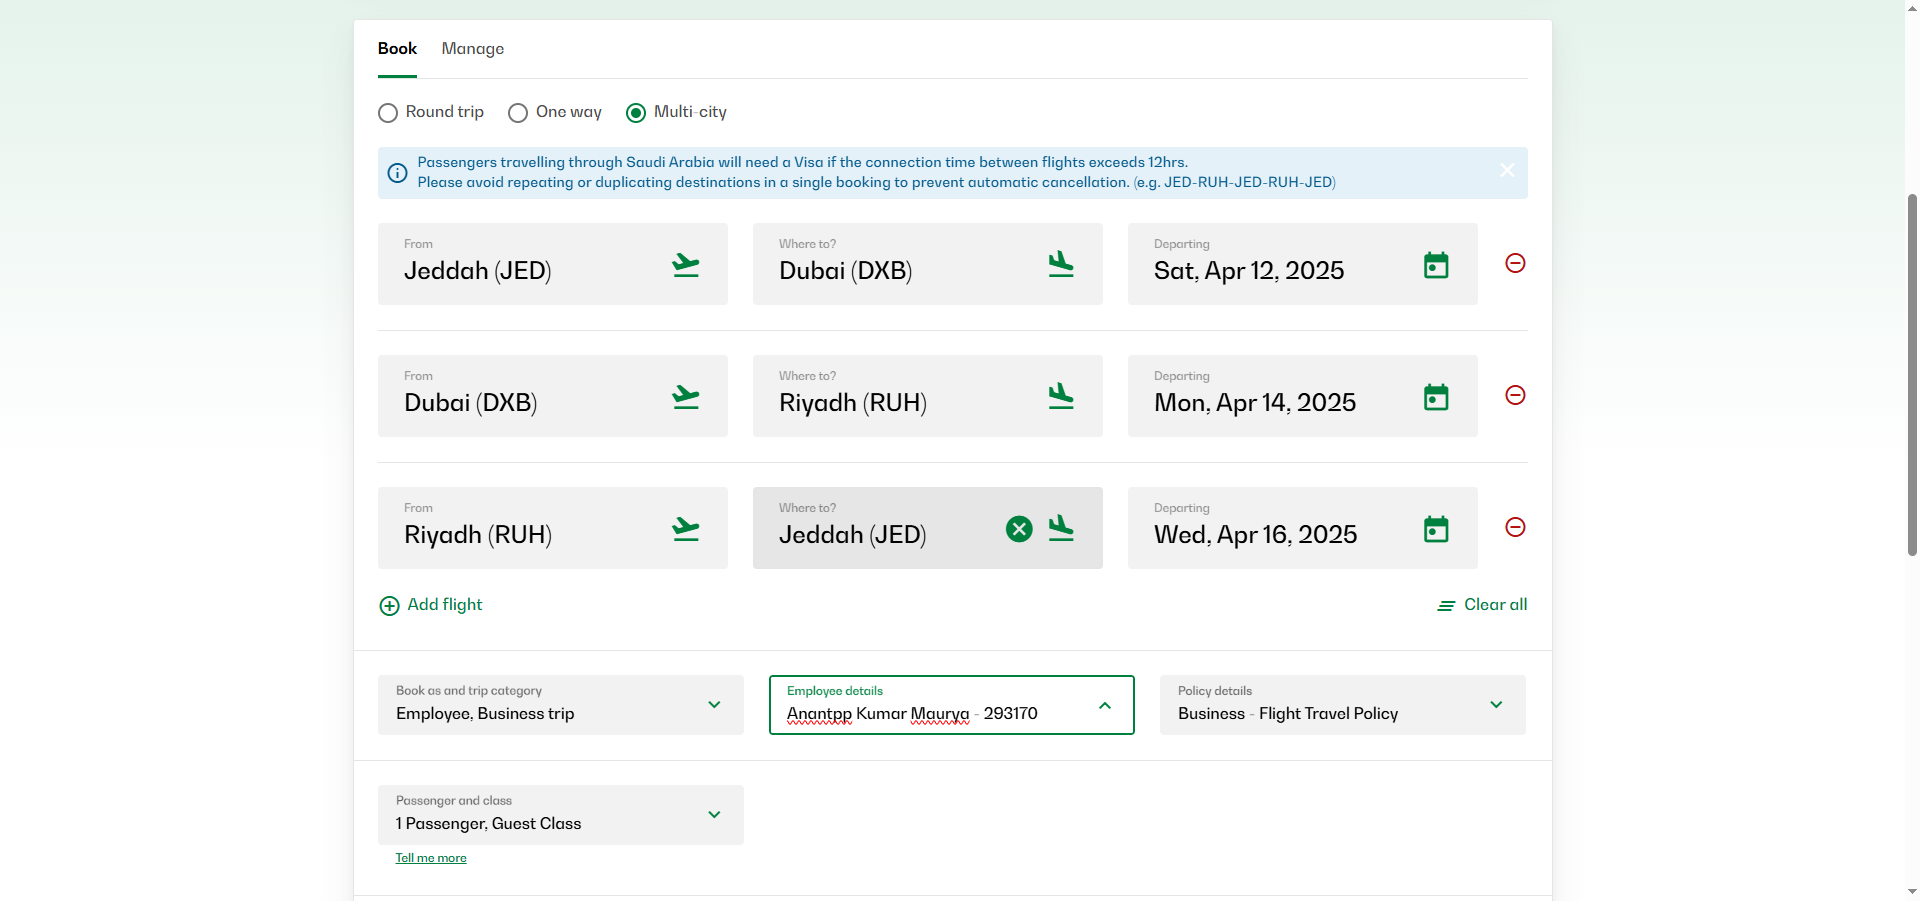 Book Manage
Round trip One way Multi-city
Passengers travelling through Saudi Arabia will need a Visa if the connection time between flights exceeds 12hrs.
Please avoid repeating or duplicating destinations in a single booking to prevent automatic cancellation. (e.g. JED-RUH-JED-RUH-JED)
From Where to? Departing
Jeddah (JED) Dubai (DXB) Sat, Apr 12, 2025
From Where to? Departing
Dubai (DXB) Riyadh (RUH) Mon, Apr 14, 2025
From Where to? Departing
Riyadh (RUH) Jeddah (JED) Wed, Apr 16, 2025
Add flight Clear all
Book as and trip category Employee details Policy details
Employee, Business trip Anantpp Kumar Maurya - 293170 Business - Flight Travel Policy
Passenger and class
1 Passenger, Guest Class
Tell me more